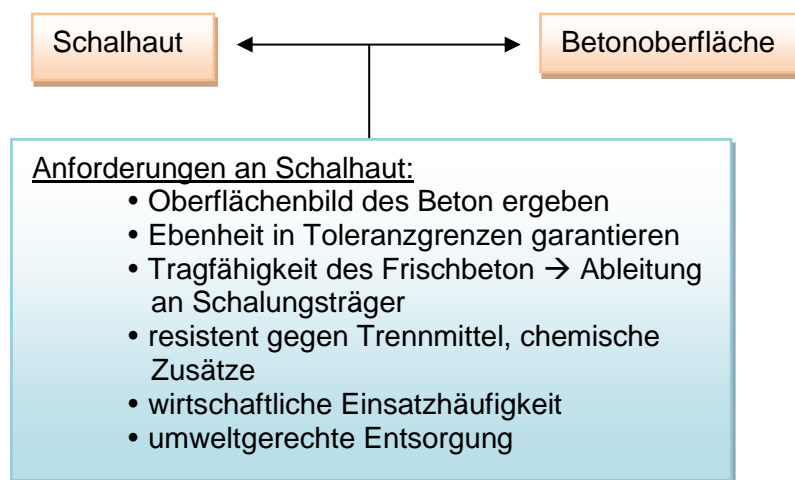 Schalhaut
Betonoberfläche
Anforderungen an Schalhaut:
• Oberflächenbild des Beton ergeben
• Ebenheit in Toleranzgrenzen garantieren
• Tragfähigkeit des Frischbeton → Ableitung
an Schalungsträger
• resistent gegen Trennmittel, chemische
Zusätze
• wirtschaftliche Einsatzhäufigkeit
• umweltgerechte Entsorgung